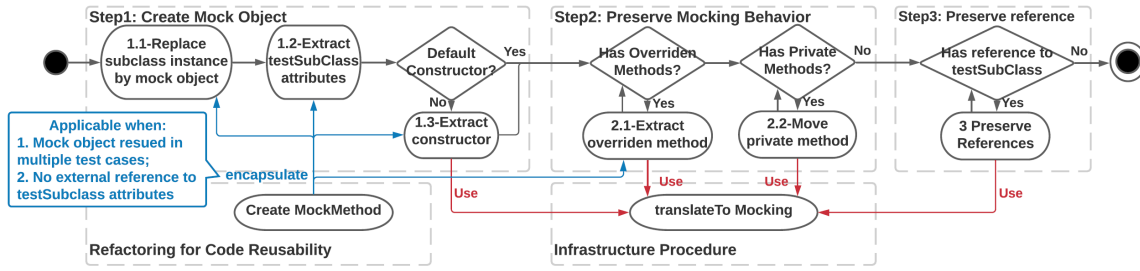 Step1: Create Mock Object
1.1-Replace
subclass instance
by mock object
1.2-Extract
testSubClass
attributes
Default
Constructor?
Yes
No
1.3-Extract
constructor
Step2: Preserve Mocking Behavior
Has Overriden
Methods?
Yes
2.1-Extract
overriden method
Has Private
Methods?
No
Yes
2.2-Move
private method
Step3: Preserve reference
Has reference to
testSubClass
No
Yes
3 Preserve
References
Applicable when:
1. Mock object resued in
multiple test cases;
2. No external reference to
testSubclass attributes
encapsulate
Use
Use
Use
Use
Create MockMethod
translateTo Mocking
Refactoring for Code Reusability
Infrastructure Procedure